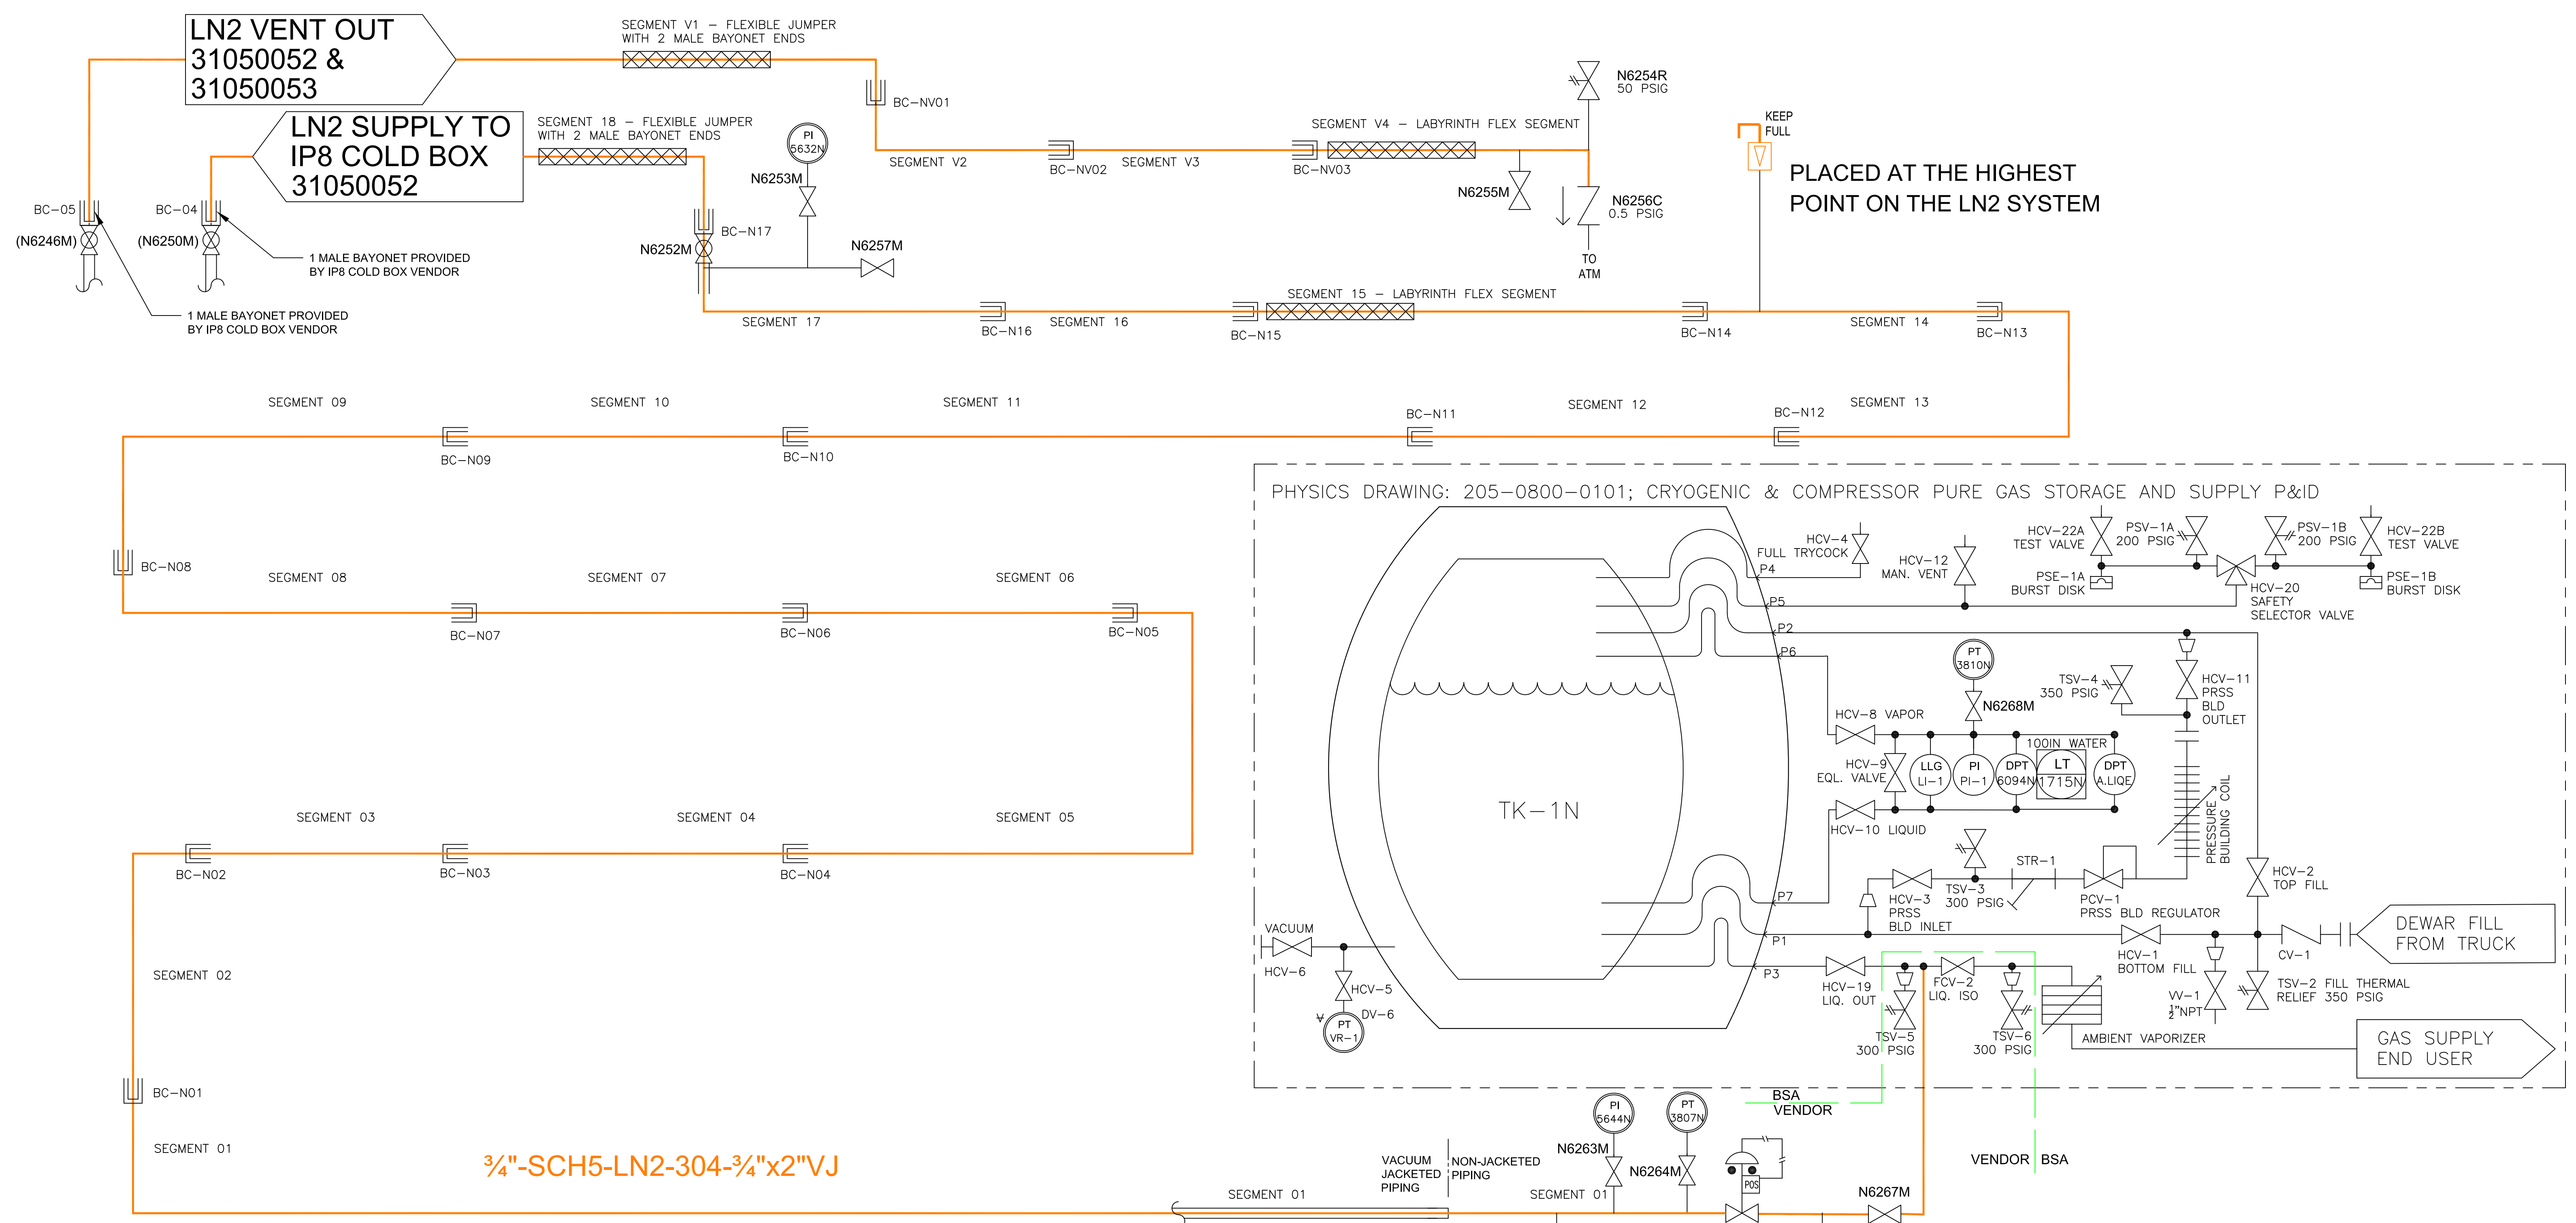 LN2 VENT OUT
31050052 &
31050053
SEGMENT V1 – FLEXIBLE JUMPER
WITH 2 MALE BAYONET ENDS
BC–NV01
LN2 SUPPLY TO
IP8 COLD BOX
31050052
SEGMENT 18 – FLEXIBLE JUMPER
WITH 2 MALE BAYONET ENDS
PI
5632N
N6253M
SEGMENT V2
BC–NV02
SEGMENT V3
BC–NV03
SEGMENT V4 – LABYRINTH FLEX SEGMENT
N6254R
50 PSIG
N6255M
N6256C
0.5 PSIG
TO
ATM
KEEP
FULL
PLACED AT THE HIGHEST
POINT ON THE LN2 SYSTEM
BC–05
(N6246M)
BC–04
(N6250M)
1 MALE BAYONET PROVIDED
BY IP8 COLD BOX VENDOR
1 MALE BAYONET PROVIDED
BY IP8 COLD BOX VENDOR
BC–N17
N6252M
N6257M
SEGMENT 17
BC–N16
SEGMENT 16
BC–N15
SEGMENT 15 – LABYRINTH FLEX SEGMENT
BC–N14
SEGMENT 14
BC–N13
SEGMENT 09
BC–N09
SEGMENT 10
BC–N10
SEGMENT 11
BC–N11
SEGMENT 12
BC–N12
SEGMENT 13
BC–N08
SEGMENT 08
BC–N07
SEGMENT 07
BC–N06
SEGMENT 06
BC–N05
SEGMENT 03
BC–N02
BC–N03
SEGMENT 04
BC–N04
SEGMENT 05
SEGMENT 02
BC–N01
SEGMENT 01
¾"-SCH5-LN2-304-¾"x2"VJ
PHYSICS DRAWING: 205–0800–0101; CRYOGENIC & COMPRESSOR PURE GAS STORAGE AND SUPPLY P&ID
HCV–4
FULL TRYCOCK
P4
HCV–12
MAN. VENT
HCV–22A
TEST VALVE
PSV–1A
200 PSIG
PSV–1B
200 PSIG
HCV–22B
TEST VALVE
PSE–1A
BURST DISK
HCV–20
SAFETY
SELECTOR VALVE
PSE–1B
BURST DISK
P5
P2
P6
PT
3810N
N6268M
TSV–4
350 PSIG
HCV–11
PRSS
BLD
OUTLET
HCV–8 VAPOR
100IN WATER
HCV–9
EQL. VALVE
LLG
LI–1
PI
PI–1
DPT
6094N
LT
1715N
DPT
A.LIQE
PRESSURE
BUILDING COIL
HCV–10 LIQUID
TK–1N
STR–1
HCV–3
PRSS
BLD INLET
TSV–3
300 PSIG
PCV–1
PRSS BLD REGULATOR
HCV–2
TOP FILL
P7
P1
P3
VACUUM
HCV–6
HCV–5
DV–6
PT
VR–1
HCV–19
LIQ. OUT
FCV–2
LIQ. ISO
HCV–1
BOTTOM FILL
CV–1
DEWAR FILL
FROM TRUCK
VV–1
½"NPT
TSV–2 FILL THERMAL
RELIEF 350 PSIG
TSV–5
300 PSIG
TSV–6
300 PSIG
AMBIENT VAPORIZER
GAS SUPPLY
END USER
BSA
VENDOR
VENDOR
BSA
PI
5644N
PT
3807N
N6263M
N6264M
POS
N6267M
VACUUM
JACKETED
PIPING
NON-JACKETED
PIPING
SEGMENT 01
SEGMENT 01